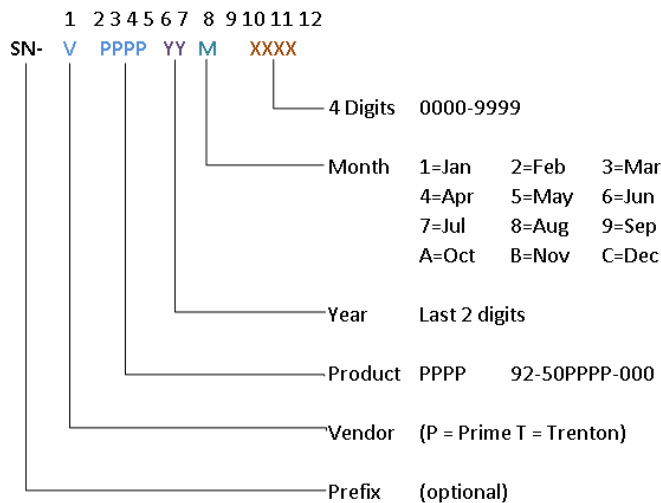 1 2 3 4 5 6 7 8 9 10 11 12
SN- V PPPP YY M XXXX
4 Digits 0000-9999
Month 1=Jan 2=Feb 3=Mar
4=Apr 5=May 6=Jun
7=Jul 8=Aug 9=Sep
A=Oct B=Nov C=Dec
Year Last 2 digits
Product PPPP 92-50PPPP-000
Vendor (P = Prime T = Trenton)
Prefix (optional)